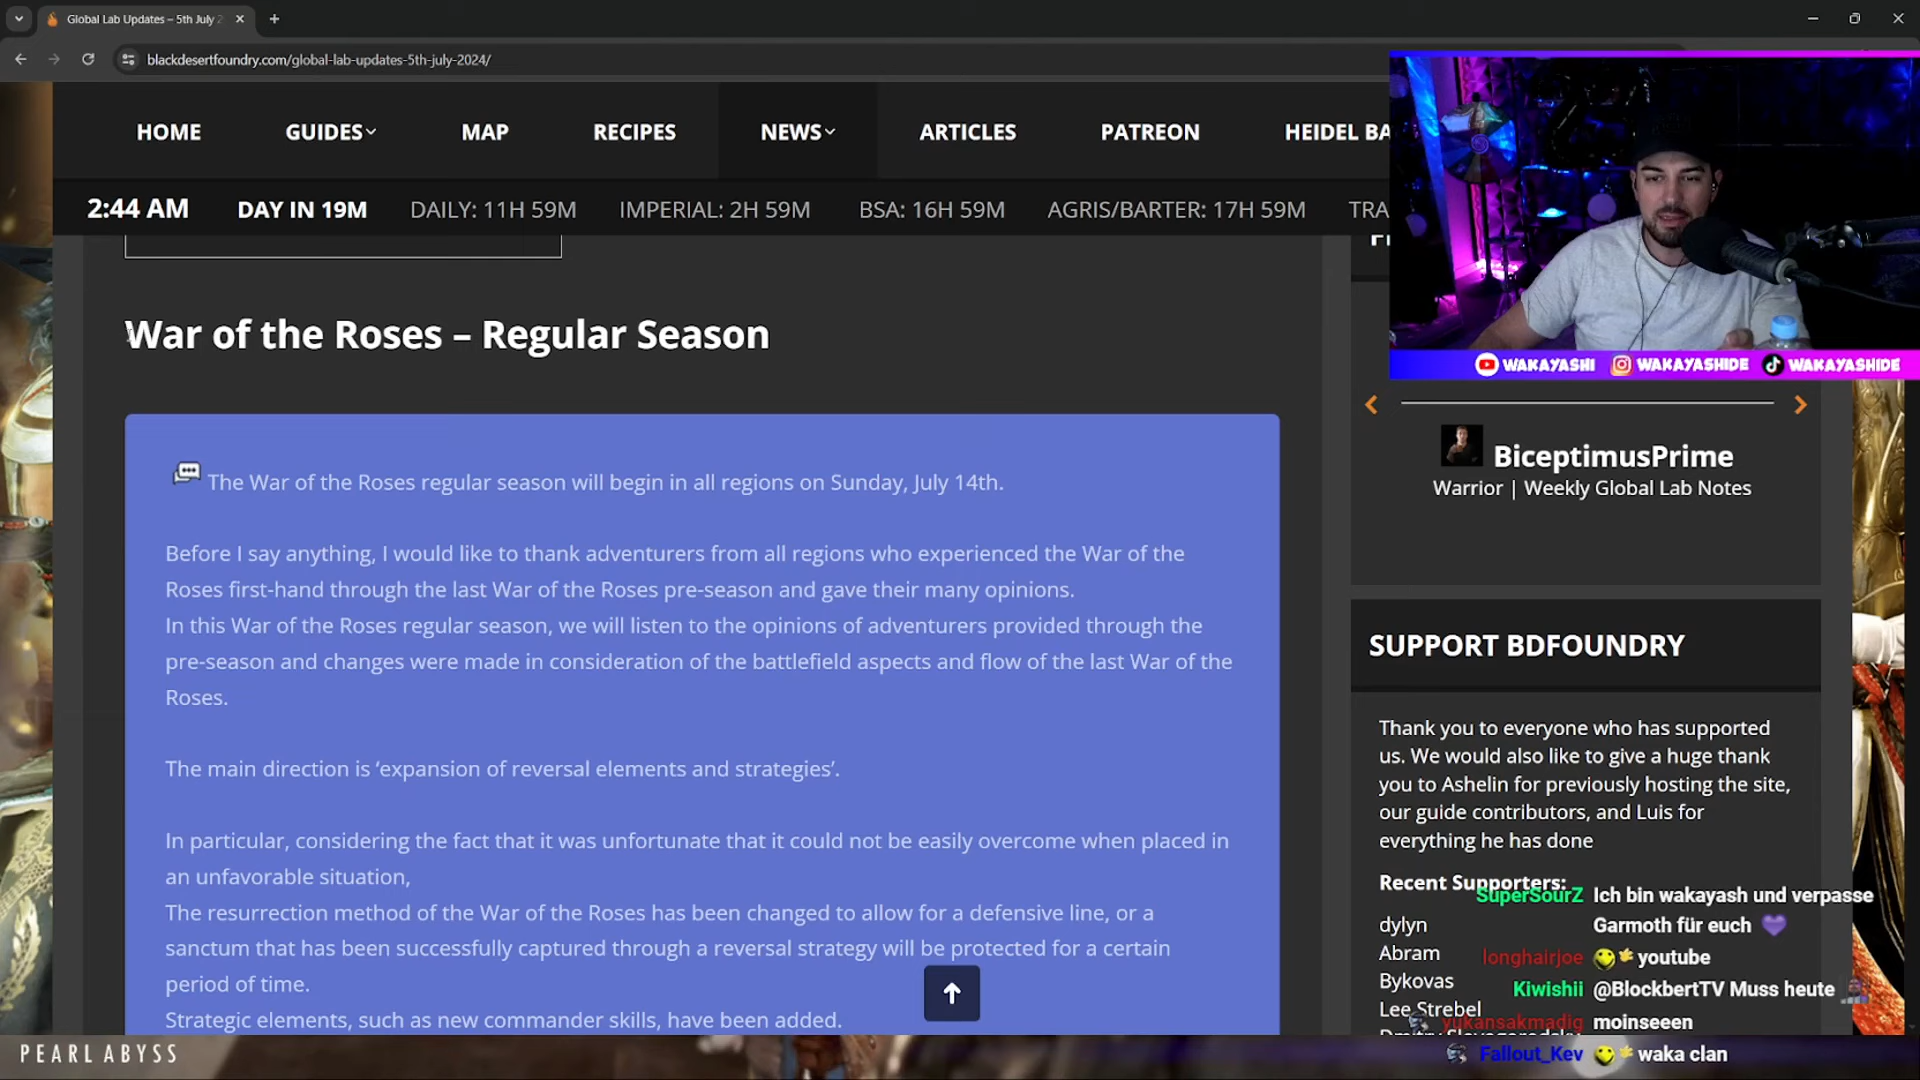 Global Lab Updates – 5th July 2
blackdesertfoundry.com/global-lab-updates-5th-july-2024/
HOME GUIDES MAP RECIPES NEWS ARTICLES PATREON HEIDEL BA
2:44 AM DAY IN 19M DAILY: 11H 59M IMPERIAL: 2H 59M BSA: 16H 59M AGRIS/BARTER: 17H 59M TRA
War of the Roses – Regular Season
The War of the Roses regular season will begin in all regions on Sunday, July 14th.
Before I say anything, I would like to thank adventurers from all regions who experienced the War of the
Roses first-hand through the last War of the Roses pre-season and gave their many opinions.
In this War of the Roses regular season, we will listen to the opinions of adventurers provided through the
pre-season and changes were made in consideration of the battlefield aspects and flow of the last War of the
Roses.
The main direction is ‘expansion of reversal elements and strategies’.
In particular, considering the fact that it was unfortunate that it could not be easily overcome when placed in
an unfavorable situation,
The resurrection method of the War of the Roses has been changed to allow for a defensive line, or a
sanctum that has been successfully captured through a reversal strategy will be protected for a certain
period of time.
Strategic elements, such as new commander skills, have been added.
WAKAYASHI WAKAYASHIDE WAKAYASHIDE
BiceptimusPrime
Warrior | Weekly Global Lab Notes
SUPPORT BDFOUNDRY
Thank you to everyone who has supported
us. We would also like to give a huge thank
you to Ashelin for previously hosting the site,
our guide contributors, and Luis for
everything he has done
Recent Supporters:
dylyn
Abram
Bykovas
Lee Strebel
SuperSourZ Ich bin wakayash und verpasse
Garmoth für euch
longhairjoe youtube
Kiwishii @BlockbertTV Muss heute
yukansakmadig moinseeen
Fallout_Kev waka clan
PEARL ABYSS